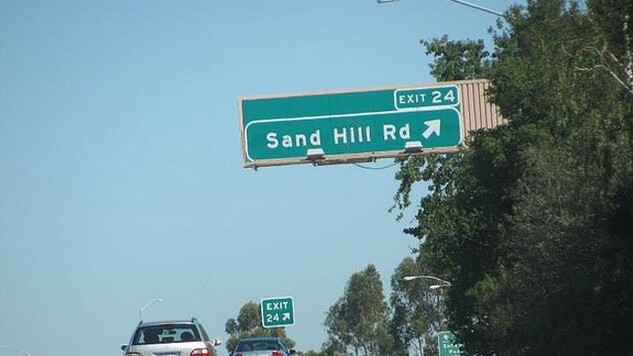 EXIT 24
Sand Hill Rd
EXIT
24